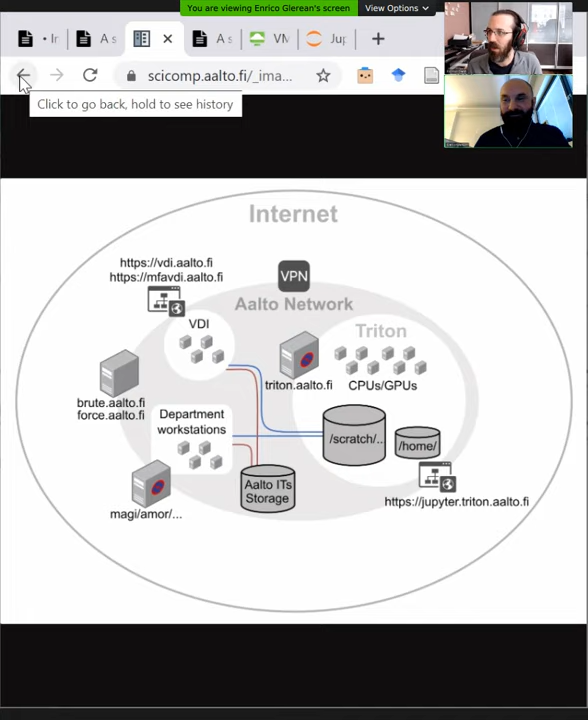 You are viewing Enrico Glerean's screen
View Options
• Ir
A s
A s
VM
Jup
scicomp.aalto.fi/_ima...
Click to go back, hold to see history
Internet
https://vdi.aalto.fi
https://mfavdi.aalto.fi
VPN
Aalto Network
VDI
Triton
triton.aalto.fi
CPUs/GPUs
brute.aalto.fi
force.aalto.fi
Department
workstations
/scratch/..
/home/
Aalto ITs
Storage
https://jupyter.triton.aalto.fi
magi/amor/...